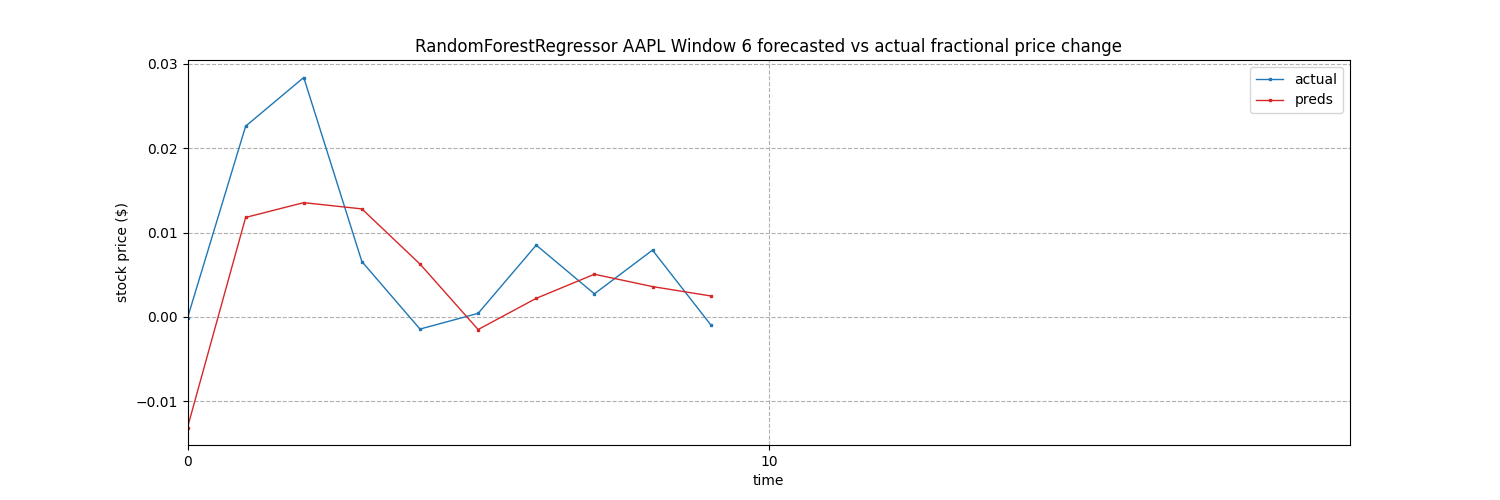 RandomForestRegressor AAPL Window 6 forecasted vs actual fractional price change
0.03
0.02
0.01
0.00
−0.01
stock price ($)
actual
preds
0
10
time